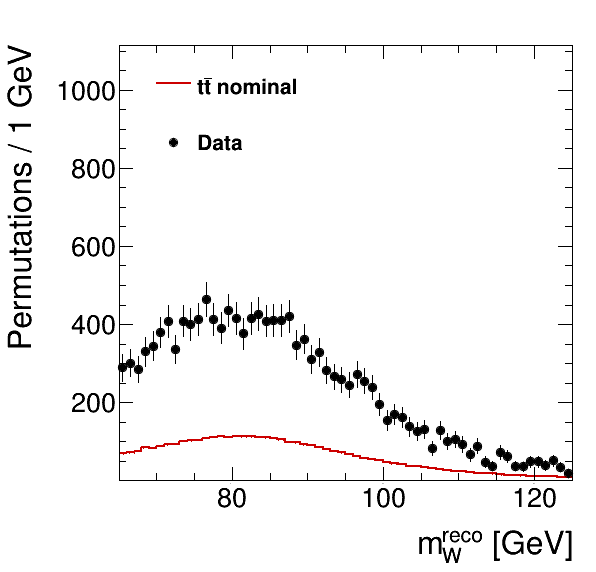 Permutations / 1 GeV
1000
800
600
400
200
tt̄ nominal
Data
80 100 120
m_W^reco [GeV]